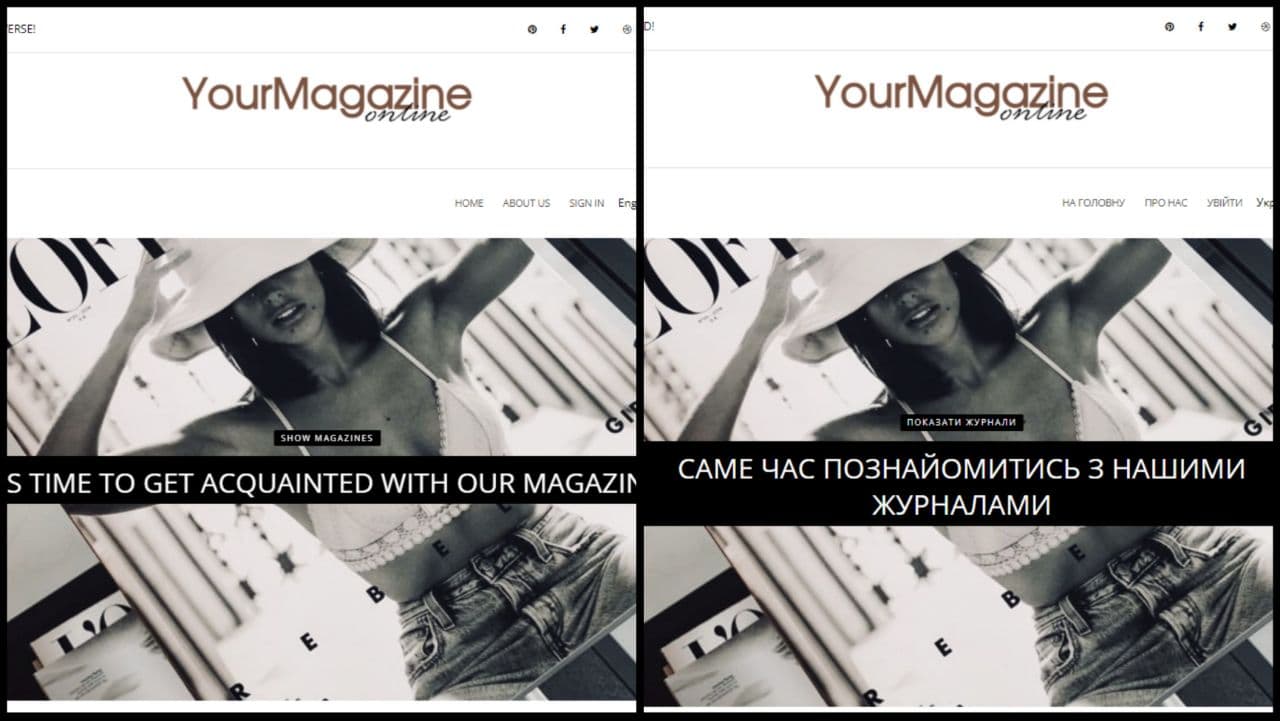 ERSE!
YourMagazine
online
HOME ABOUT US SIGN IN Eng
LOFT
SHOW MAGAZINES
S TIME TO GET ACQUAINTED WITH OUR MAGAZIN
B E
E
R
D!
YourMagazine
online
НА ГОЛОВНУ ПРО НАС УВІЙТИ Укр
ПОКАЗАТИ ЖУРНАЛИ
САМЕ ЧАС ПОЗНАЙОМИТИСЬ З НАШИМИ
ЖУРНАЛАМИ
B E
E
R